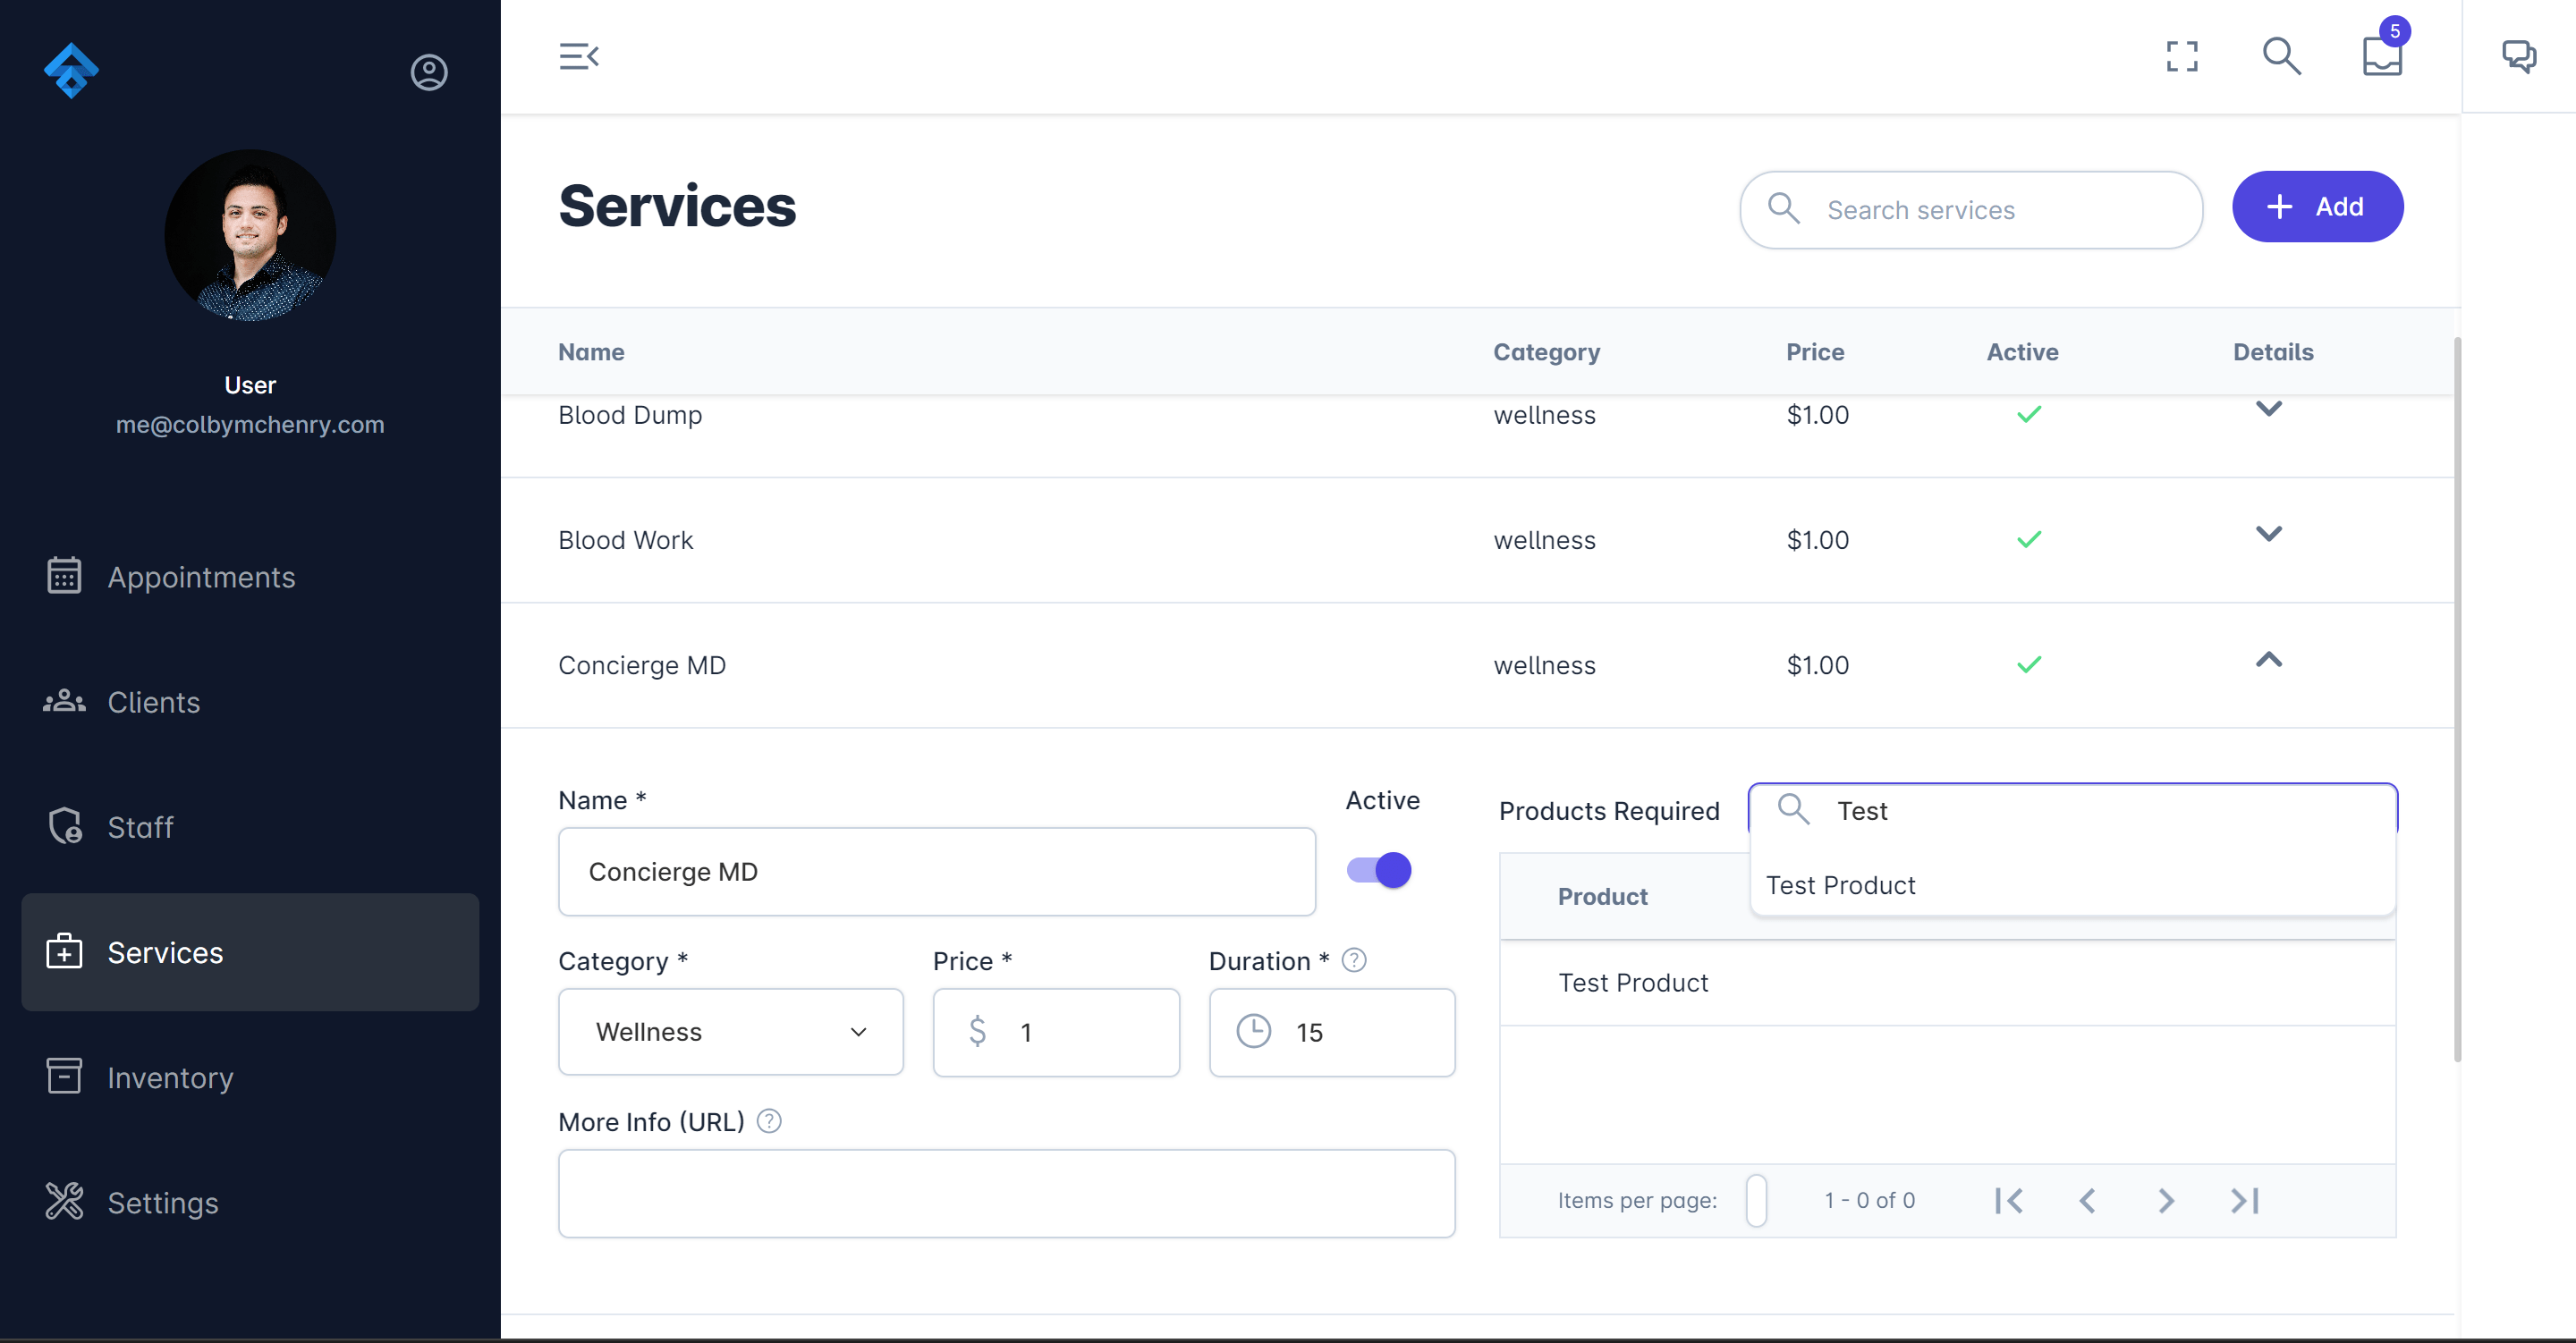 5
User
me@colbymchenry.com
Appointments
Clients
Staff
Services
Inventory
Settings
Services
Search services
Add
Name Category Price Active Details
Blood Dump wellness $1.00
Blood Work wellness $1.00
Concierge MD wellness $1.00
Name * Active
Concierge MD
Category * Price * Duration * ?
Wellness $ 1 15
More Info (URL) ?
Products Required Test
Test Product
Product
Test Product
Items per page: 1 - 0 of 0